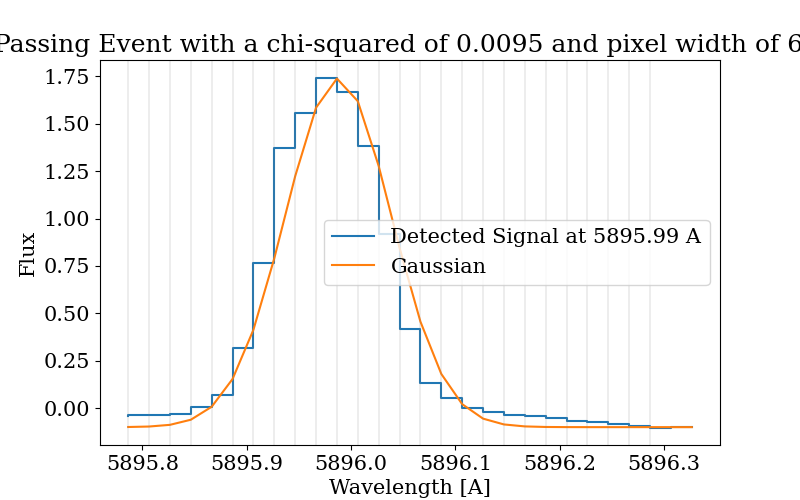 Passing Event with a chi-squared of 0.0095 and pixel width of 6
1.75
1.50
1.25
1.00
0.75
0.50
0.25
0.00
Flux
Detected Signal at 5895.99 A
Gaussian
5895.8 5895.9 5896.0 5896.1 5896.2 5896.3
Wavelength [A]